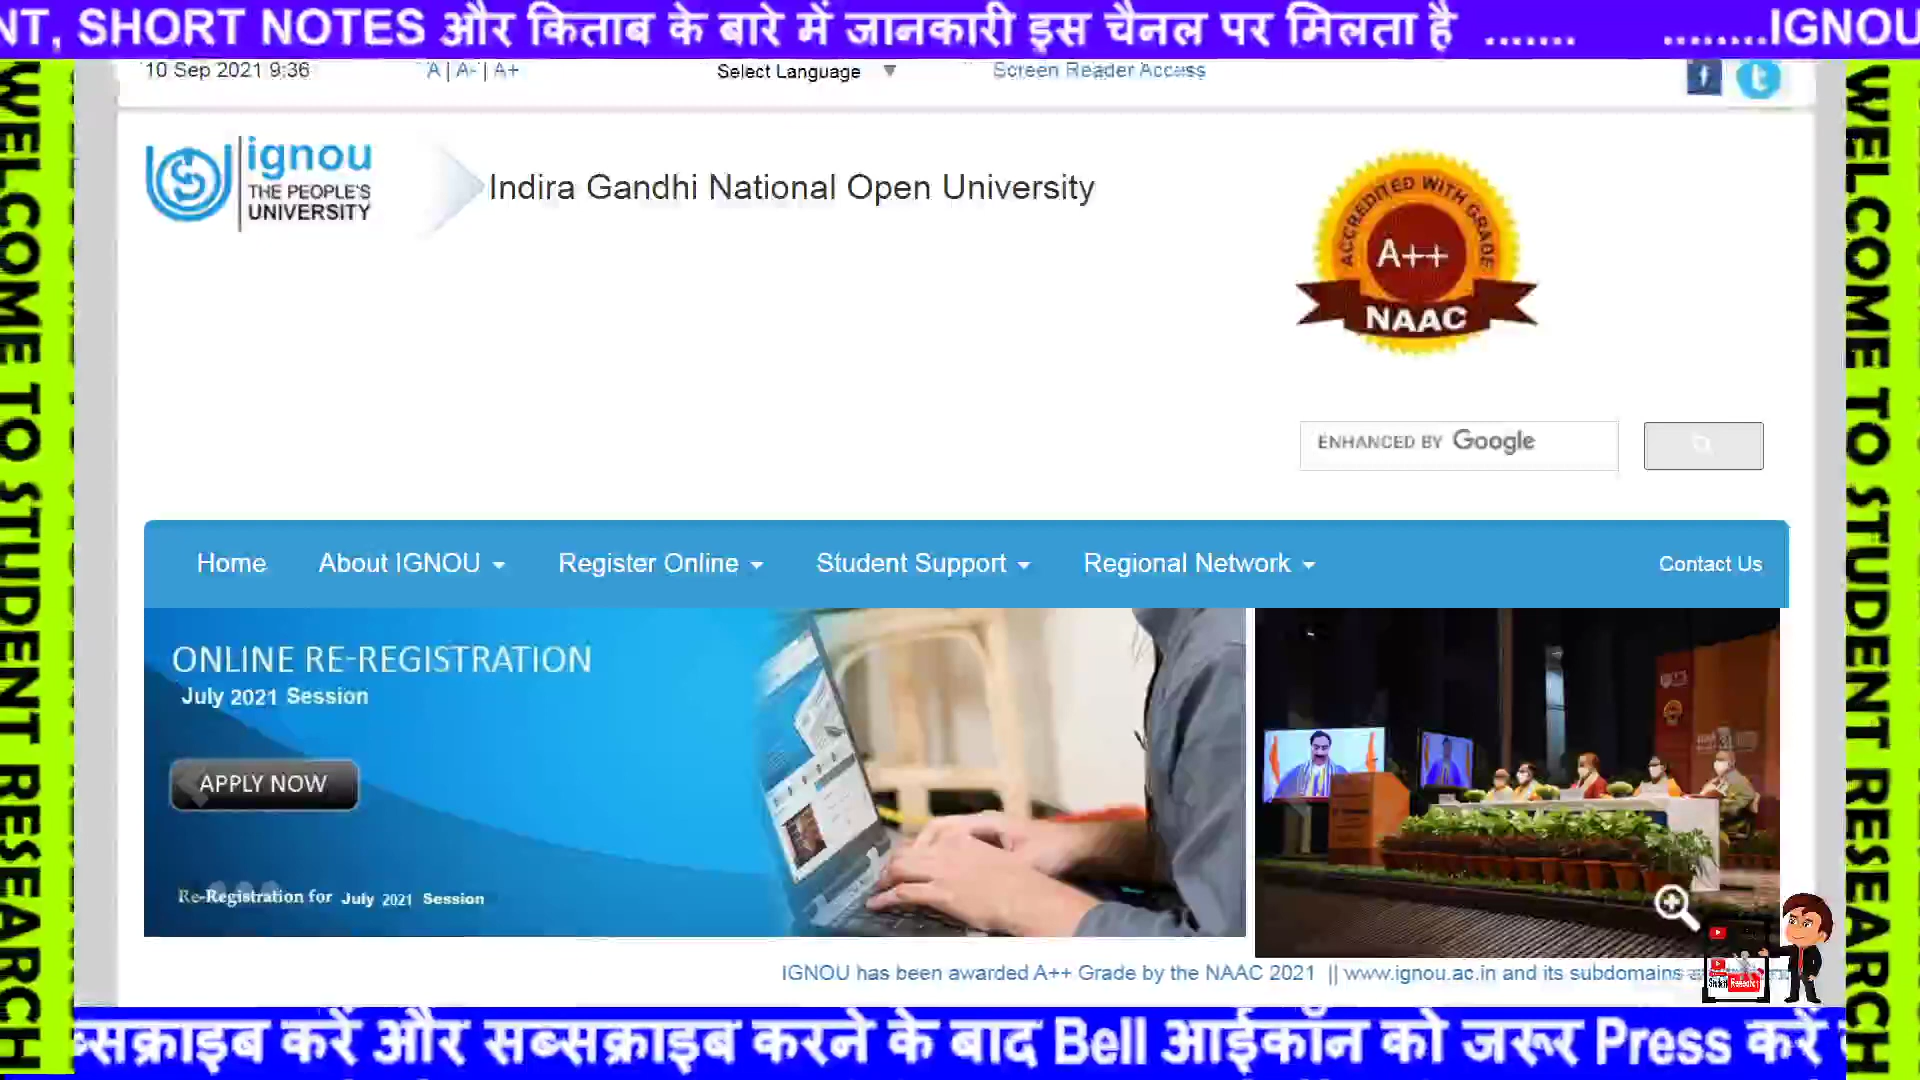 NT, SHORT NOTES और किताब के बारे में जानकारी इस चैनल पर मिलता है ....... ........IGNOU
10 Sep 2021 9:36
A | A- | A+
Select Language
Screen Reader Access
ignou
THE PEOPLE'S
UNIVERSITY
Indira Gandhi National Open University
ACCREDITED WITH GRADE
A++
NAAC
ENHANCED BY Google
Home
About IGNOU
Register Online
Student Support
Regional Network
Contact Us
ONLINE RE-REGISTRATION
July 2021 Session
APPLY NOW
Re-Registration for July 2021 Session
IGNOU has been awarded A++ Grade by the NAAC 2021 || www.ignou.ac.in and its subdomains
WELCOME TO STUDENT RESEARCH
WELCOME TO STUDENT RESEARCH
ब्सक्राइब करें और सब्सक्राइब करने के बाद Bell आईकॉन को जरूर Press करें